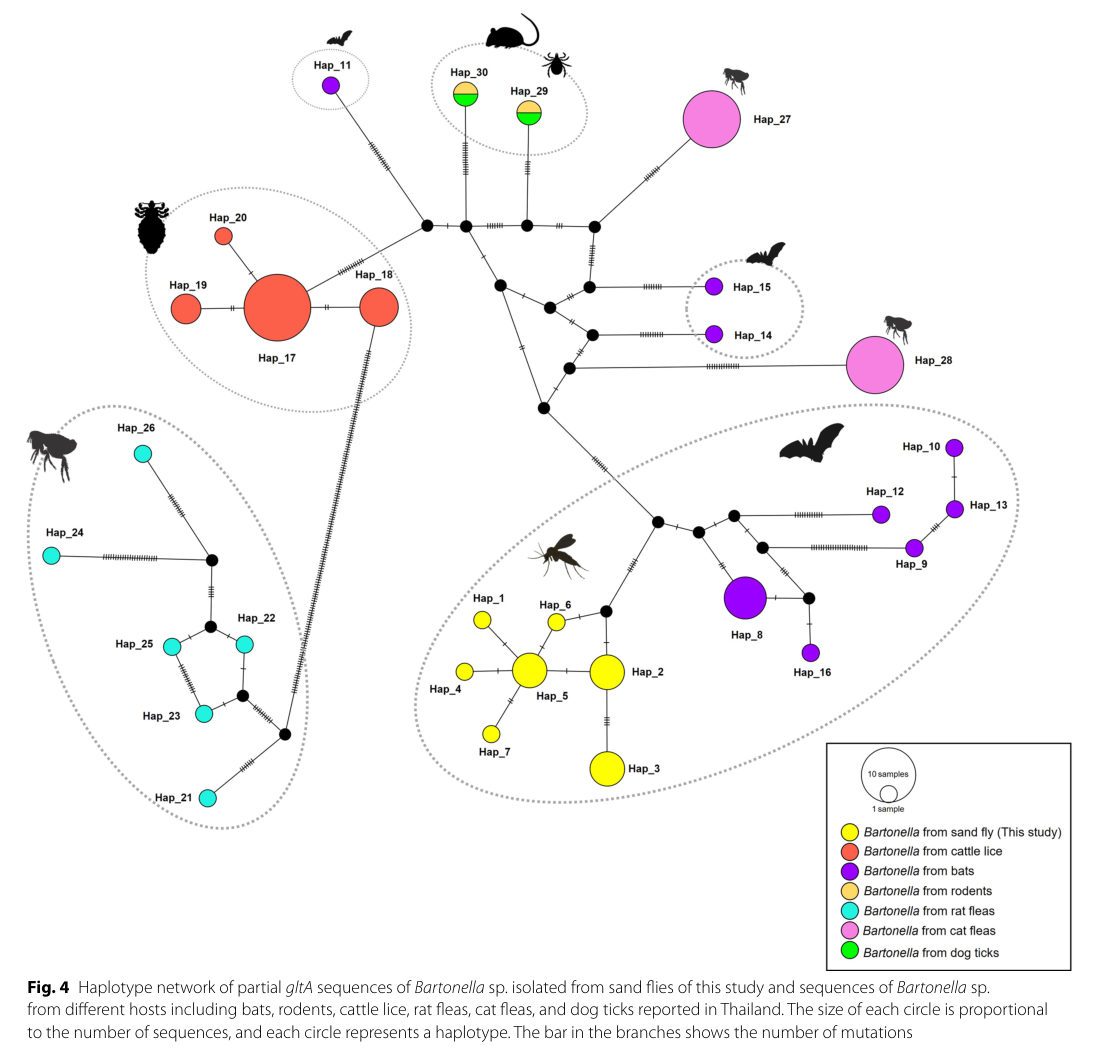 Hap_11
Hap_30
Hap_29
Hap_27
Hap_20
Hap_19
Hap_18
Hap_17
Hap_15
Hap_14
Hap_28
Hap_26
Hap_24
Hap_22
Hap_25
Hap_23
Hap_21
Hap_10
Hap_12
Hap_13
Hap_9
Hap_8
Hap_16
Hap_1
Hap_6
Hap_4
Hap_5
Hap_2
Hap_7
Hap_3
10 samples
1 sample
Bartonella from sand fly (This study)
Bartonella from cattle lice
Bartonella from bats
Bartonella from rodents
Bartonella from rat fleas
Bartonella from cat fleas
Bartonella from dog ticks
Fig. 4 Haplotype network of partial gltA sequences of Bartonella sp. isolated from sand flies of this study and sequences of Bartonella sp.
from different hosts including bats, rodents, cattle lice, rat fleas, cat fleas, and dog ticks reported in Thailand. The size of each circle is proportional
to the number of sequences, and each circle represents a haplotype. The bar in the branches shows the number of mutations